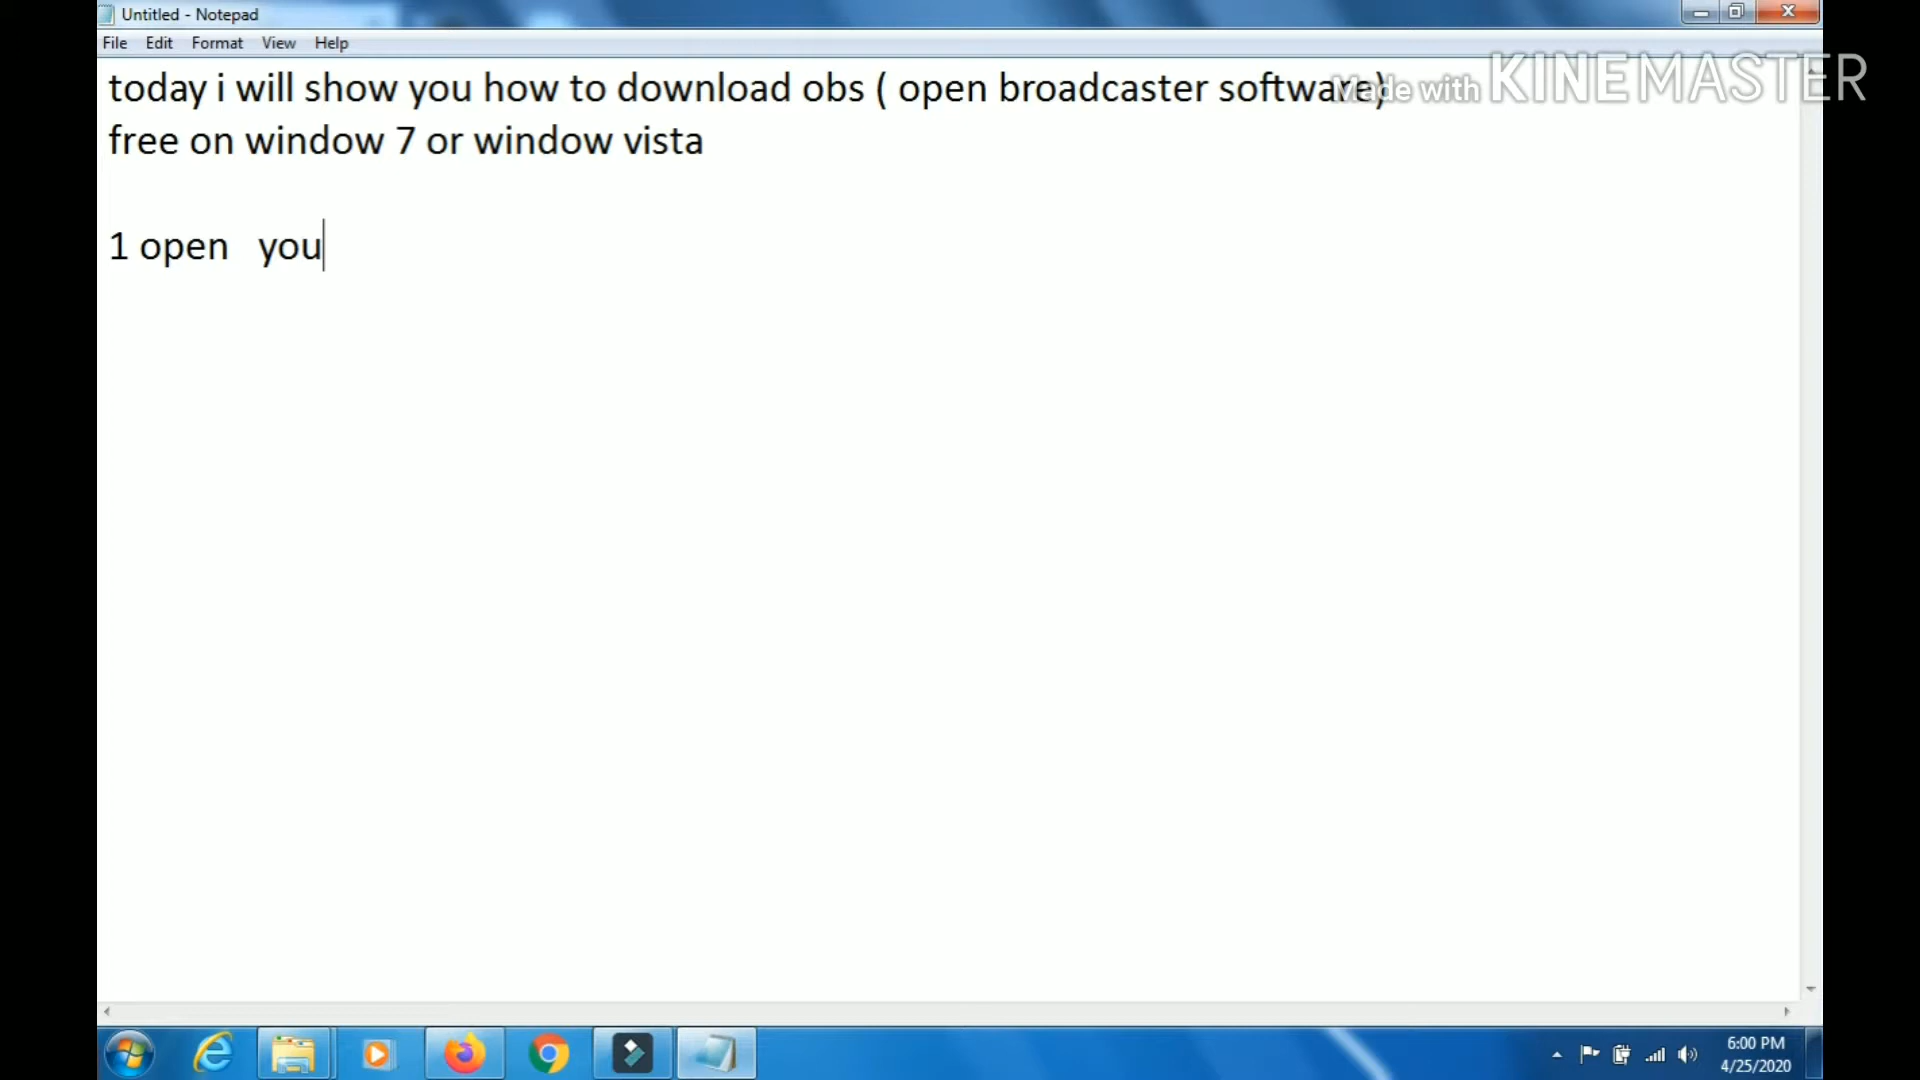 Untitled - Notepad
File Edit Format View Help
today i will show you how to download obs ( open broadcaster software)
Made with KINEMASTER
free on window 7 or window vista
1 open   you
6:00 PM
4/25/2020